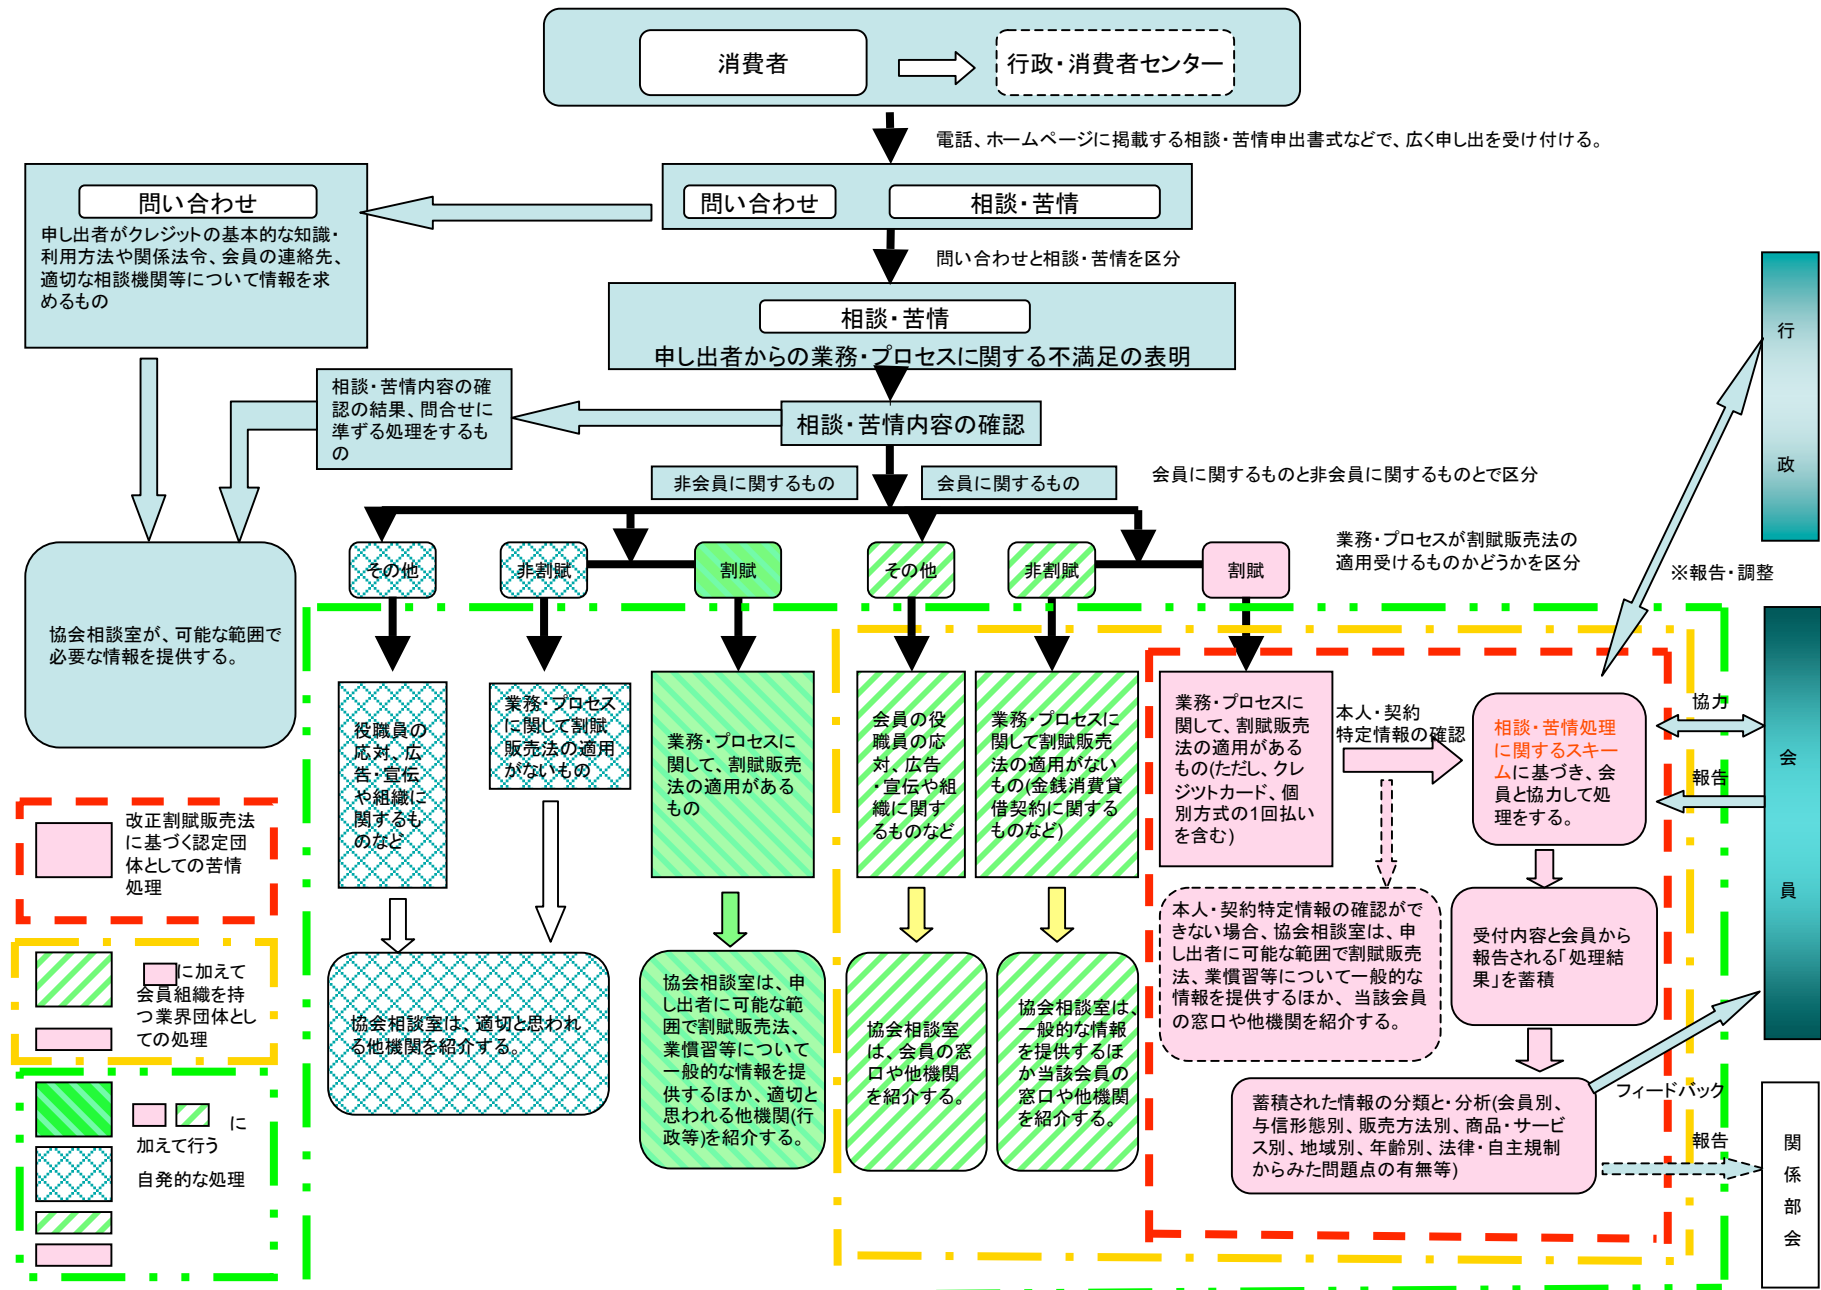 消費者
行政・消費者センター
電話、ホームページに掲載する相談・苦情申出書式などで、広く申し出を受け付ける。
問い合わせ
相談・苦情
問い合わせ
申し出者がクレジットの基本的な知識・
利用方法や関係法令、会員の連絡先、
適切な相談機関等について情報を求
めるもの
問い合わせと相談・苦情を区分
相談・苦情
申し出者からの業務・プロセスに関する不満足の表明
相談・苦情内容の確認
相談・苦情内容の確
認の結果、問合せに
準ずる処理をするも
の
非会員に関するもの
会員に関するもの
会員に関するものと非会員に関するものとで区分
業務・プロセスが割賦販売法の
適用受けるものかどうかを区分
その他
非割賦
割賦
その他
非割賦
割賦
協会相談室が、可能な範囲で
必要な情報を提供する。
役職員の
応対、広
告・宣伝
や組織に
関するも
のなど
業務・プロセス
に関して割賦
販売法の適用
がないもの
業務・プロセスに
関して、割賦販売
法の適用がある
もの
会員の役
職員の応
対、広告
・宣伝や組
織に関す
るものなど
業務・プロセスに
関して割賦販売
法の適用がない
もの(金銭消費貸
借契約に関する
ものなど)
業務・プロセスに
関して、割賦販売
法の適用がある
もの(ただし、クレ
ジツトカード、個
別方式の1回払い
を含む)
本人・契約
特定情報の確認
相談・苦情処理
に関するスキー
ムに基づき、会
員と協力して処
理をする。
本人・契約特定情報の確認がで
きない場合、協会相談室は、申
し出者に可能な範囲で割賦販売
法、業慣習等について一般的な
情報を提供するほか、当該会員
の窓口や他機関を紹介する。
受付内容と会員から
報告される「処理結
果」を蓄積
協会相談室は、適切と思われ
る他機関を紹介する。
協会相談室は、申
し出者に可能な範
囲で割賦販売法、
業慣習等について
一般的な情報を提
供するほか、適切と
思われる他機関(行
政等)を紹介する。
協会相談室
は、会員の窓
口や他機関
を紹介する。
協会相談室は、
一般的な情報
を提供するほ
か当該会員の
窓口や他機関
を紹介する。
蓄積された情報の分類と・分析(会員別、
与信形態別、販売方法別、商品・サービ
ス別、地域別、年齢別、法律・自主規制
からみた問題点の有無等)
行
政
※報告・調整
協力
報告
会
員
フィードバック
報告
関
係
部
会
改正割賦販売法
に基づく認定団
体としての苦情
処理
に加えて
会員組織を持
つ業界団体とし
ての処理
に
加えて行う
自発的な処理